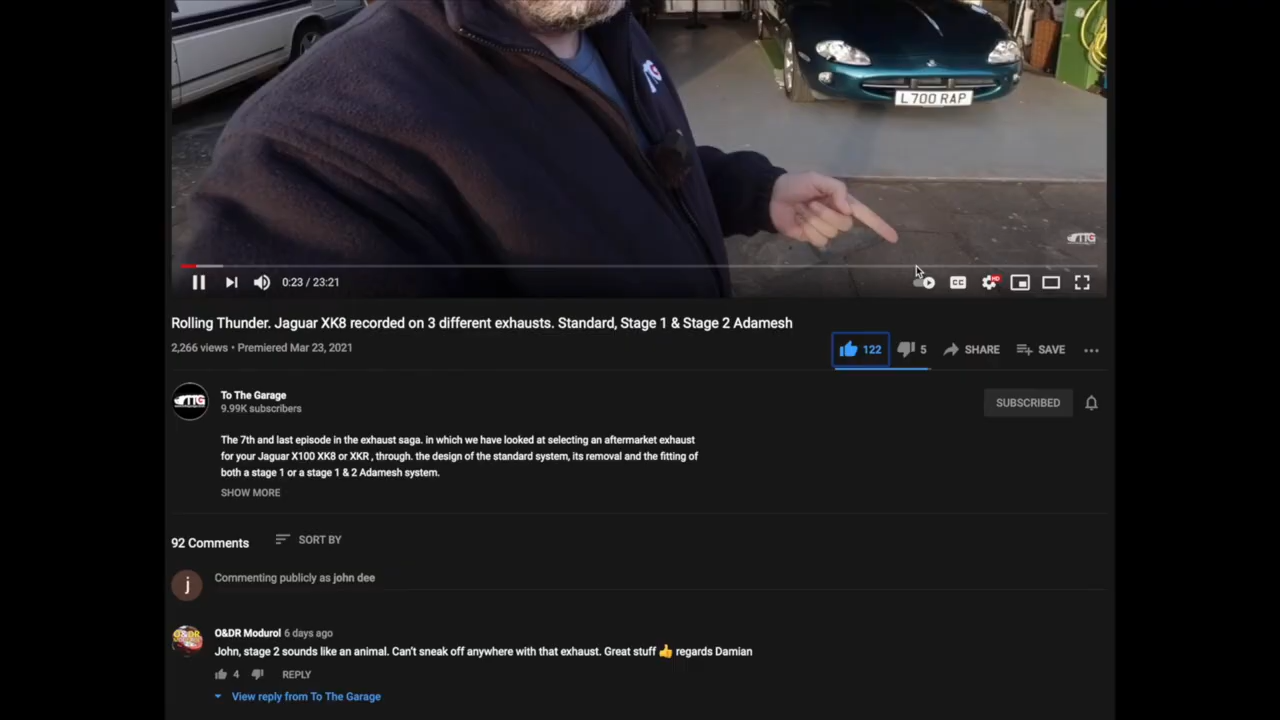 TG
L700 RAP
TTG
0:23 / 23:21
CC
HD
Rolling Thunder. Jaguar XK8 recorded on 3 different exhausts. Standard, Stage 1 & Stage 2 Adamesh
2,266 views • Premiered Mar 23, 2021
122
5
SHARE
SAVE
TTG
To The Garage
9.99K subscribers
SUBSCRIBED
The 7th and last episode in the exhaust saga. in which we have looked at selecting an aftermarket exhaust
for your Jaguar X100 XK8 or XKR , through. the design of the standard system, its removal and the fitting of
both a stage 1 or a stage 1 & 2 Adamesh system.
SHOW MORE
92 Comments
SORT BY
j
Commenting publicly as john dee
O&DR
O&DR Modurol 6 days ago
John, stage 2 sounds like an animal. Can't sneak off anywhere with that exhaust. Great stuff 👍 regards Damian
4
REPLY
View reply from To The Garage